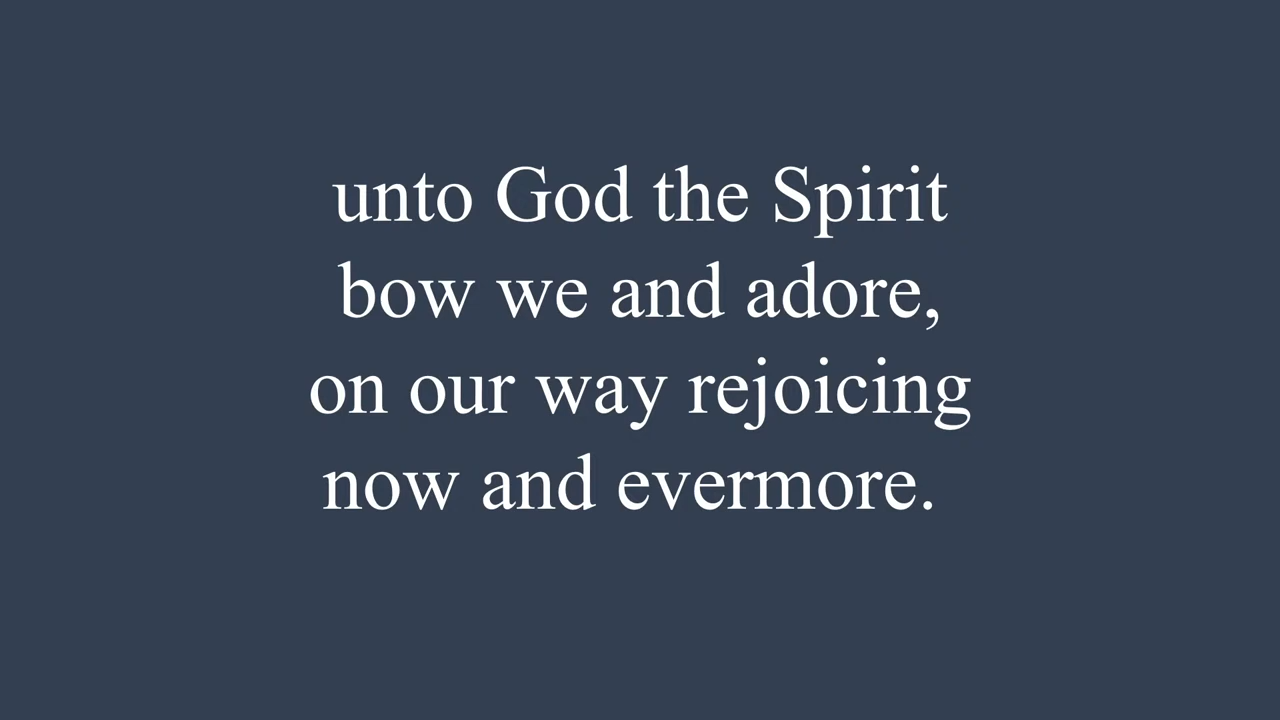 unto God the Spirit
bow we and adore,
on our way rejoicing
now and evermore.